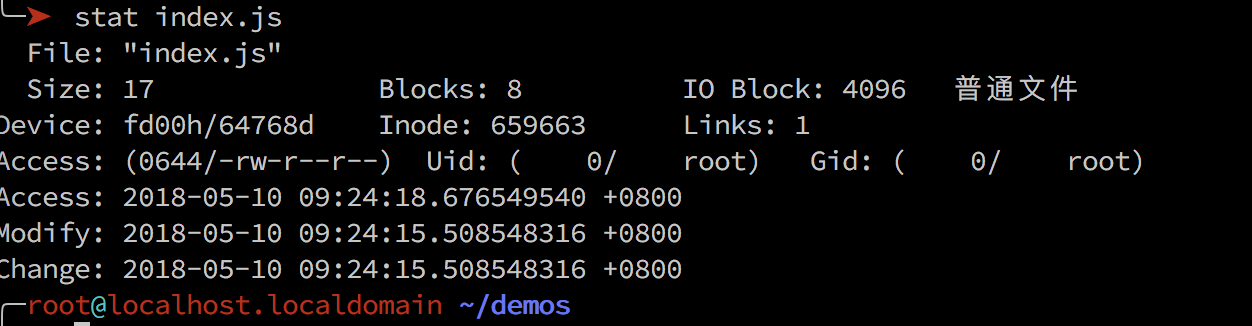 ➤ stat index.js
File: "index.js"
Size: 17 Blocks: 8 IO Block: 4096 普通文件
Device: fd00h/64768d Inode: 659663 Links: 1
Access: (0644/-rw-r--r--) Uid: ( 0/ root) Gid: ( 0/ root)
Access: 2018-05-10 09:24:18.676549540 +0800
Modify: 2018-05-10 09:24:15.508548316 +0800
Change: 2018-05-10 09:24:15.508548316 +0800
root@localhost.localdomain ~/demos